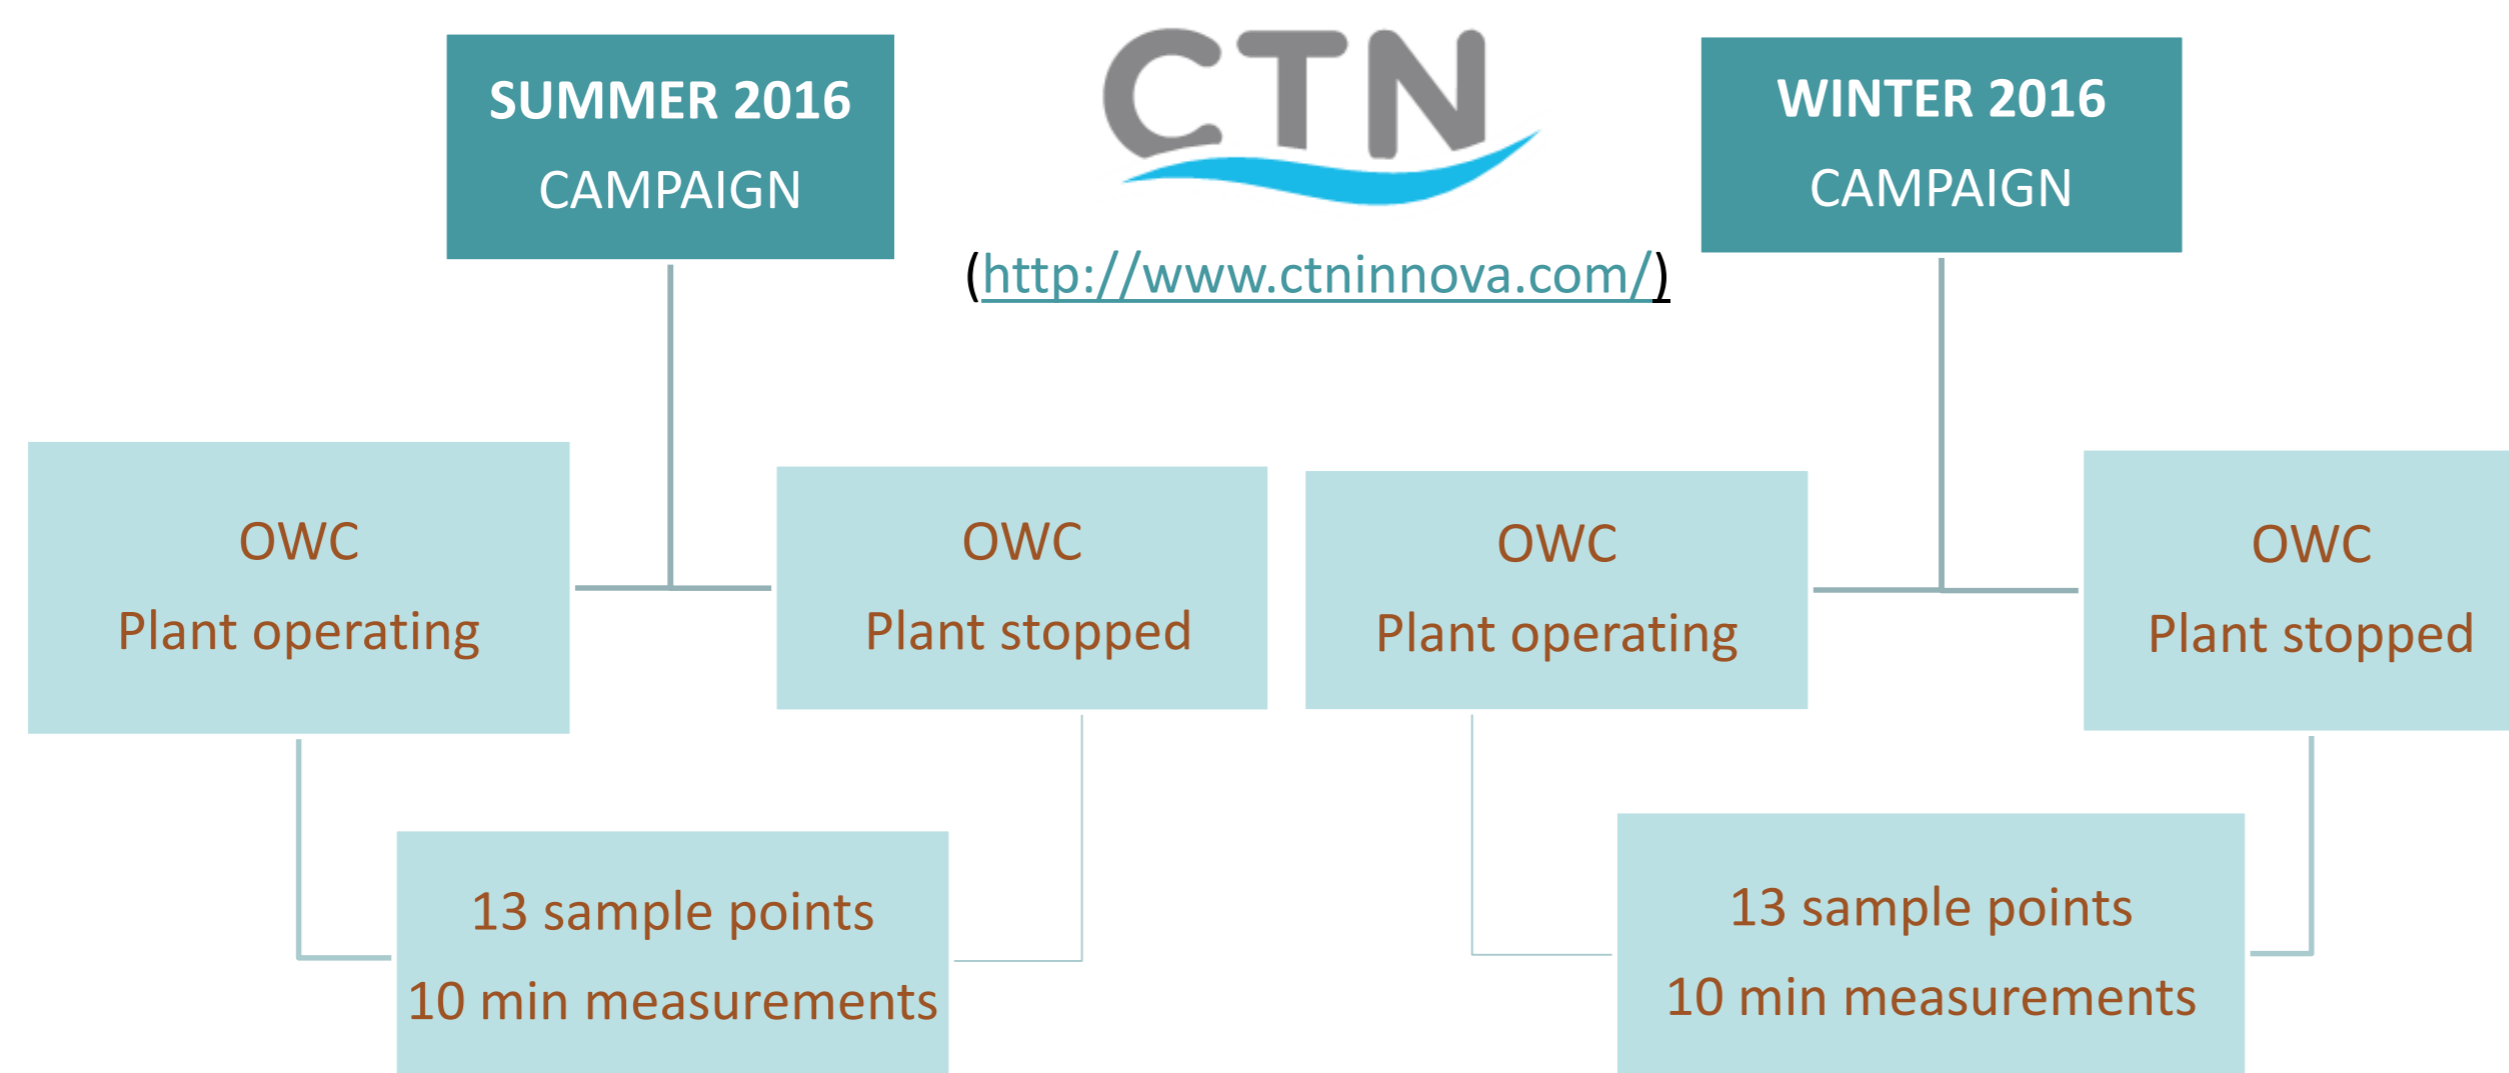 SUMMER 2016
CAMPAIGN
CTN
(http://www.ctninnova.com/)
WINTER 2016
CAMPAIGN
OWC
Plant operating
OWC
Plant stopped
OWC
Plant operating
OWC
Plant stopped
13 sample points
10 min measurements
13 sample points
10 min measurements